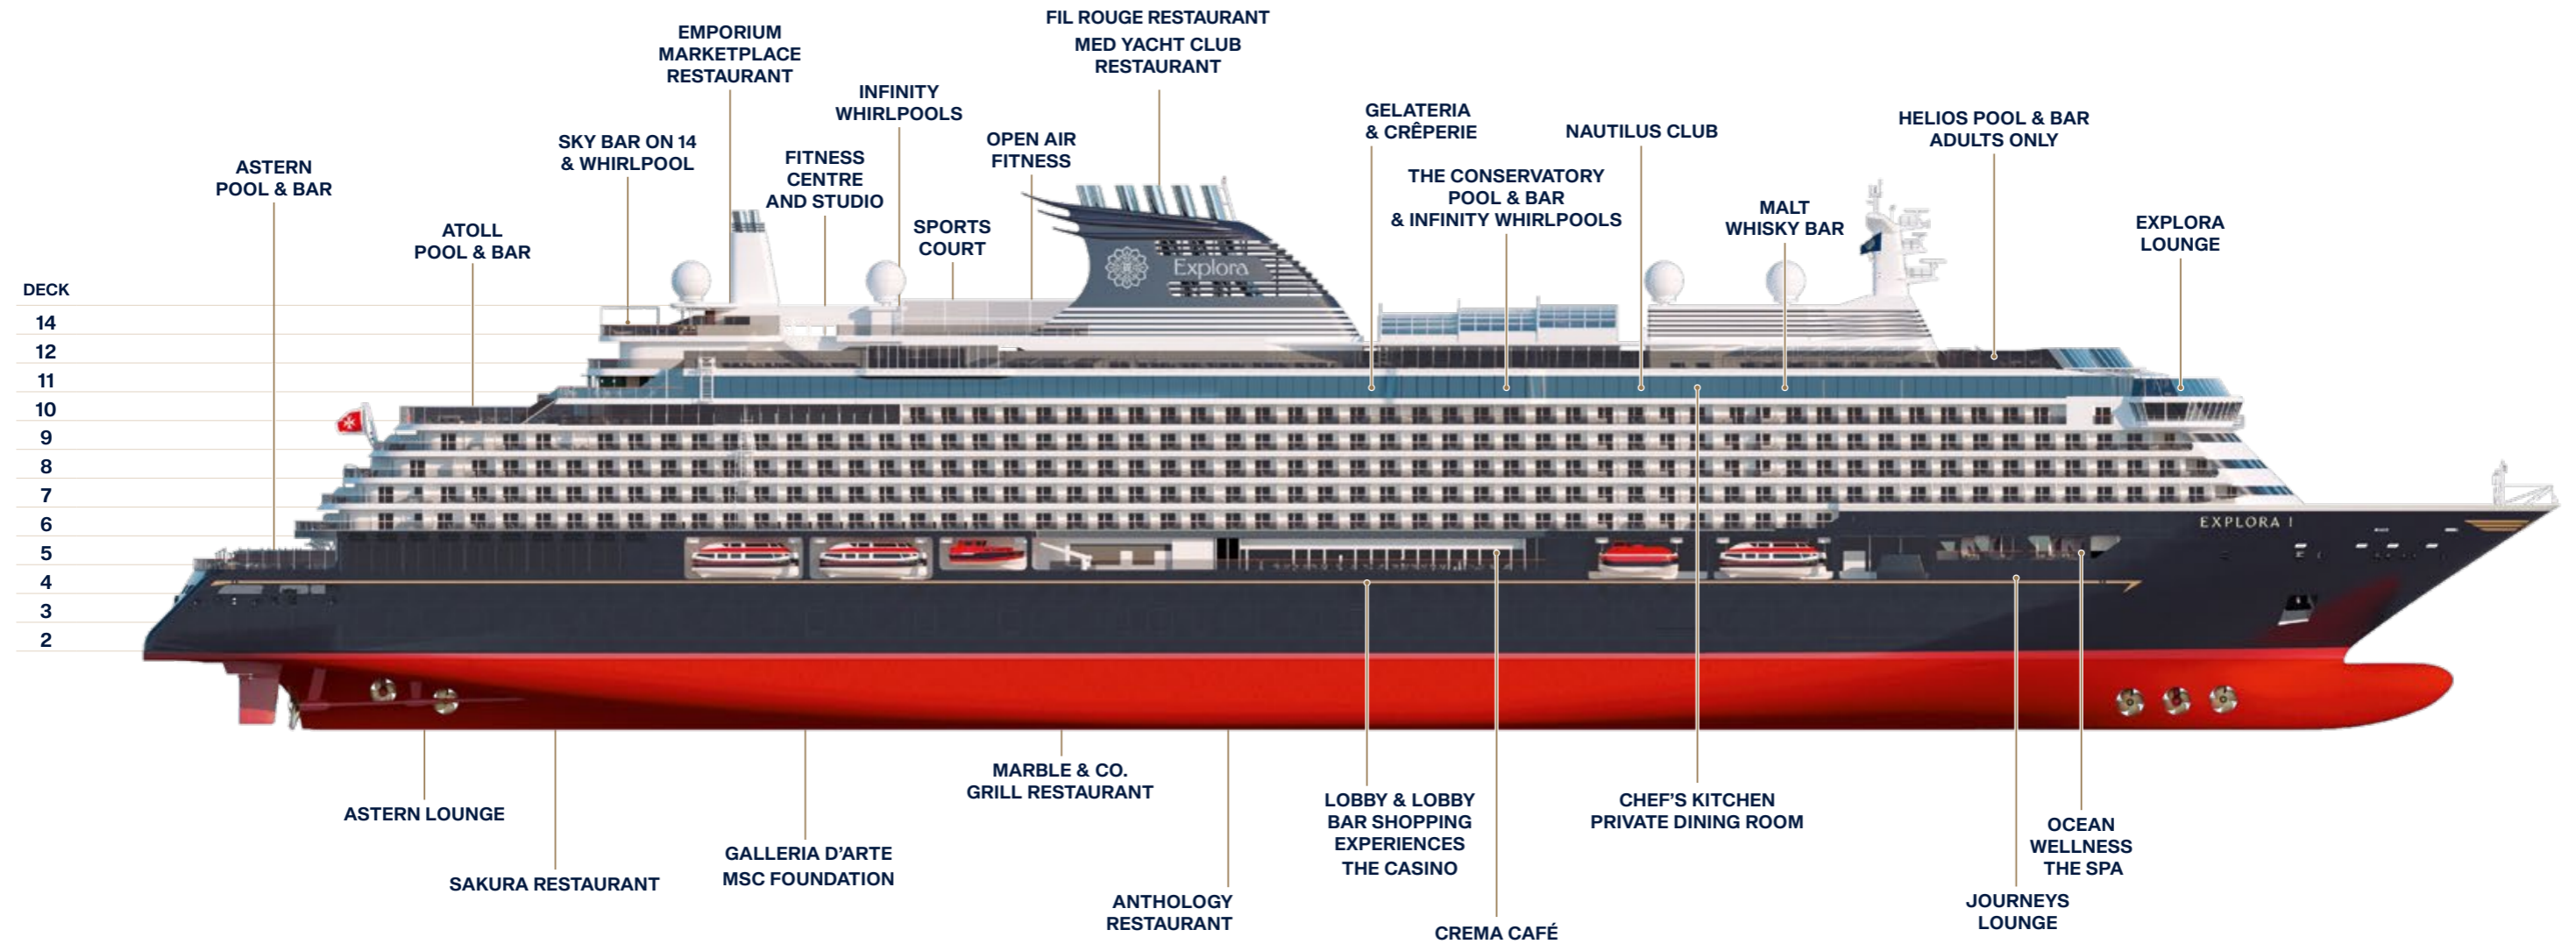 FIL ROUGE RESTAURANT
MED YACHT CLUB
RESTAURANT
EMPORIUM
MARKETPLACE
RESTAURANT
INFINITY
WHIRLPOOLS
GELATERIA
& CRÊPERIE
NAUTILUS CLUB
HELIOS POOL & BAR
ADULTS ONLY
SKY BAR ON 14
& WHIRLPOOL
FITNESS
CENTRE
AND STUDIO
OPEN AIR
FITNESS
ASTERN
POOL & BAR
THE CONSERVATORY
POOL & BAR
& INFINITY WHIRLPOOLS
MALT
WHISKY BAR
ATOLL
POOL & BAR
SPORTS
COURT
EXPLORA
LOUNGE
Explora
DECK
14
12
11
10
9
8
7
6
5
4
3
2
EXPLORA I
ASTERN LOUNGE
SAKURA RESTAURANT
GALLERIA D'ARTE
MSC FOUNDATION
MARBLE & CO.
GRILL RESTAURANT
ANTHOLOGY
RESTAURANT
LOBBY & LOBBY
BAR SHOPPING
EXPERIENCES
THE CASINO
CREMA CAFÉ
CHEF'S KITCHEN
PRIVATE DINING ROOM
JOURNEYS
LOUNGE
OCEAN
WELLNESS
THE SPA